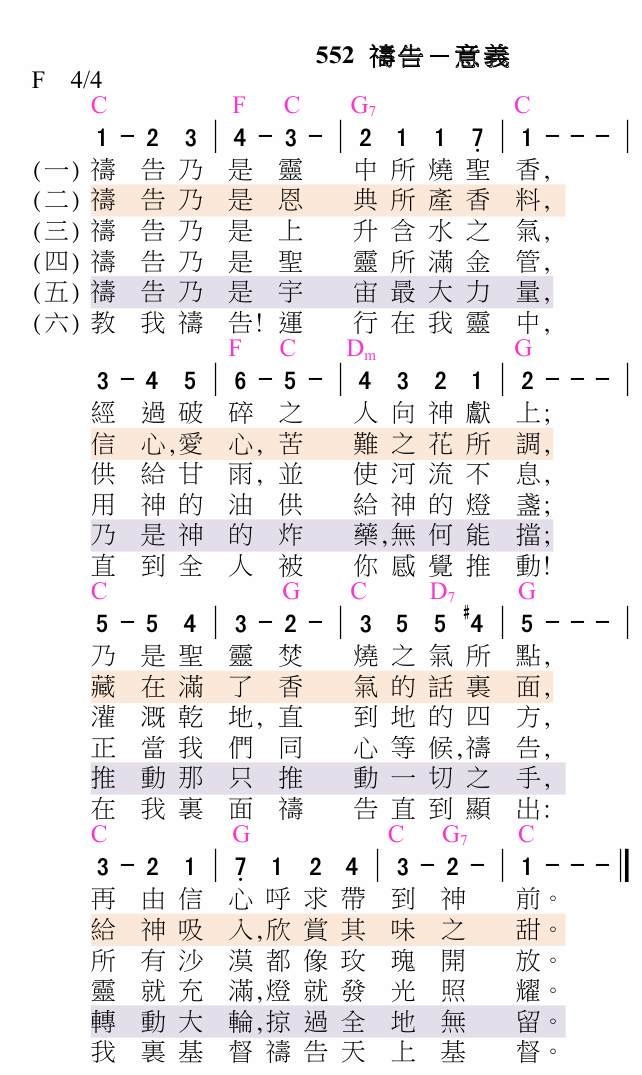 552 禱告－意義
F 4/4
C F C G7 C
1 - 2 3 | 4 - 3 - | 2 1 1 7̣ | 1 - - - |
(一) 禱告乃是靈中所燒聖香,
(二) 禱告乃是恩典所產香料,
(三) 禱告乃是上升含水之氣,
(四) 禱告乃是聖靈所滿金管,
(五) 禱告乃是宇宙最大力量,
(六) 教我禱告! 運行在我靈中,
F C Dm G
3 - 4 5 | 6 - 5 - | 4 3 2 1 | 2 - - - |
經過破碎之人向神獻上;
信心,愛心, 苦難之花所調,
供給甘雨, 並使河流不息,
用神的油供給神的燈盞;
乃是神的炸藥,無何能擋;
直到全人被你感覺推動!
C G C D7 G
5 - 5 4 | 3 - 2 - | 3 5 5 #4 | 5 - - - |
乃是聖靈焚燒之氣所點,
藏在滿了香氣的話裏面,
灌溉乾地, 直到地的四方,
正當我們同心等候,禱告,
推動那只推動一切之手,
在我裏面禱告直到顯出:
C G C G7 C
3 - 2 1 | 7̣ 1 2 4 | 3 - 2 - | 1 - - - ‖
再由信心呼求帶到神前。
給神吸入,欣賞其味之甜。
所有沙漠都像玫瑰開放。
靈就充滿,燈就發光照耀。
轉動大輪,掠過全地無留。
我裏基督禱告天上基督。